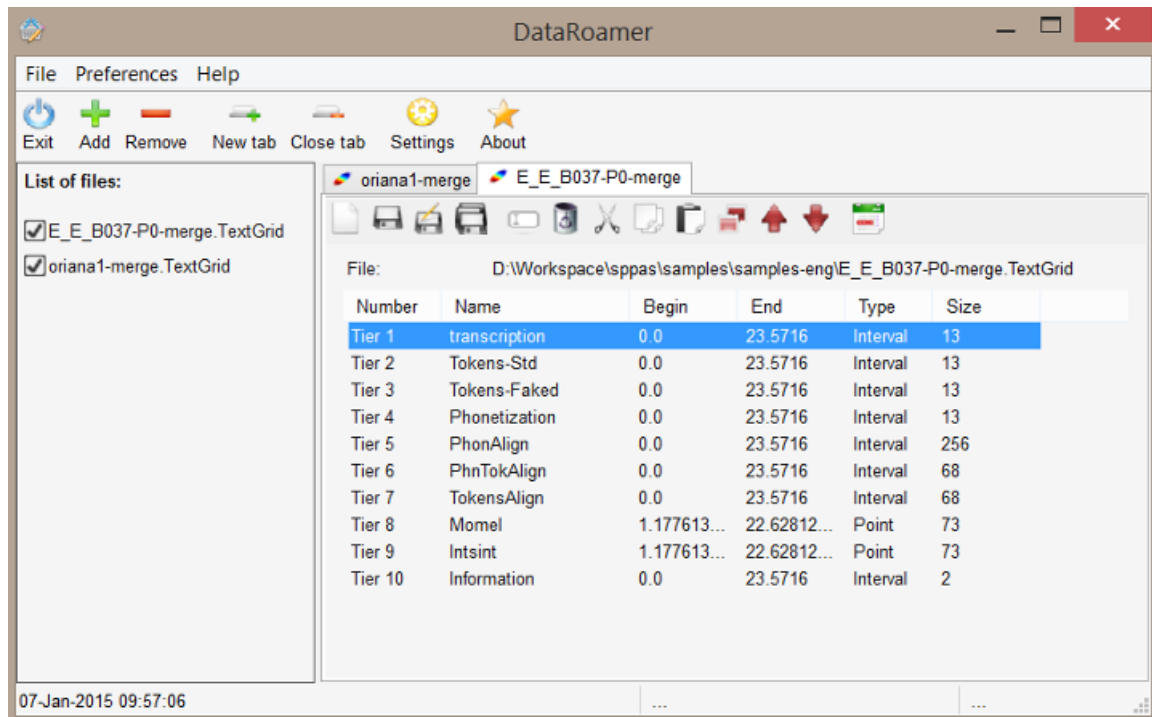 DataRoamer
File Preferences Help
Exit Add Remove New tab Close tab Settings About
List of files:
E_E_B037-P0-merge.TextGrid
oriana1-merge.TextGrid
oriana1-merge E_E_B037-P0-merge
File: D:\Workspace\sppas\samples\samples-eng\E_E_B037-P0-merge.TextGrid
Number Name Begin End Type Size
Tier 1 transcription 0.0 23.5716 Interval 13
Tier 2 Tokens-Std 0.0 23.5716 Interval 13
Tier 3 Tokens-Faked 0.0 23.5716 Interval 13
Tier 4 Phonetization 0.0 23.5716 Interval 13
Tier 5 PhonAlign 0.0 23.5716 Interval 256
Tier 6 PhnTokAlign 0.0 23.5716 Interval 68
Tier 7 TokensAlign 0.0 23.5716 Interval 68
Tier 8 Momel 1.177613... 22.62812... Point 73
Tier 9 Intsint 1.177613... 22.62812... Point 73
Tier 10 Information 0.0 23.5716 Interval 2
07-Jan-2015 09:57:06 ... ...